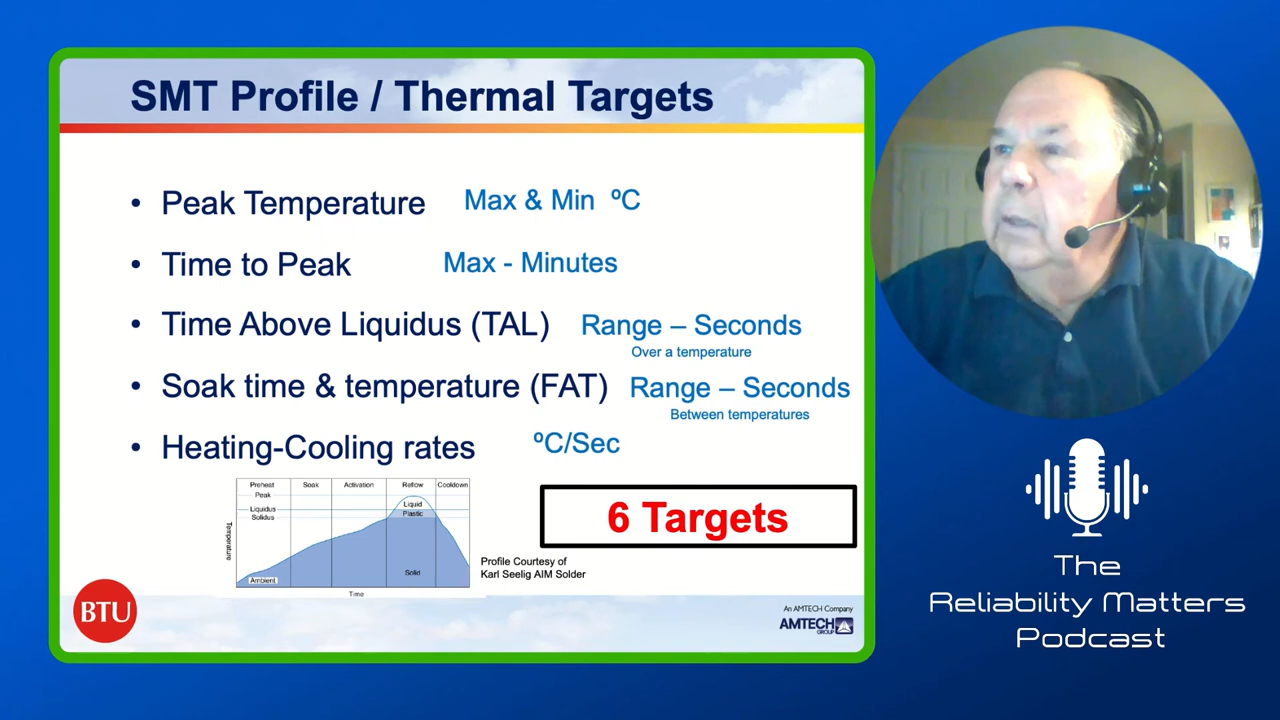 SMT Profile / Thermal Targets
• Peak Temperature Max & Min ºC
• Time to Peak Max - Minutes
• Time Above Liquidus (TAL) Range – Seconds
Over a temperature
• Soak time & temperature (FAT) Range – Seconds
Between temperatures
• Heating-Cooling rates ºC/Sec
Preheat Soak Activation Reflow Cooldown
Peak
Liquidus
Solidus
Liquid
Plastic
Solid
Ambient
Temperature
Time
6 Targets
Profile Courtesy of
Karl Seelig AIM Solder
BTU
An AMTECH Company
AMTECH
GROUP
The
Reliability Matters
Podcast